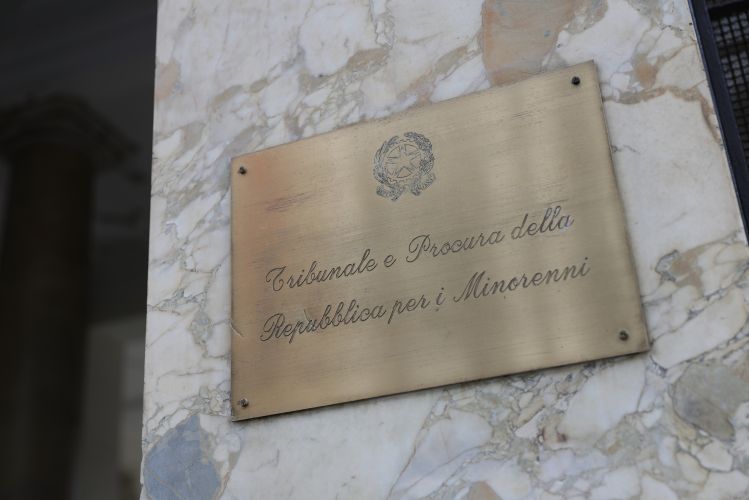 Tribunale e Procura della
Repubblica per i Minorenni